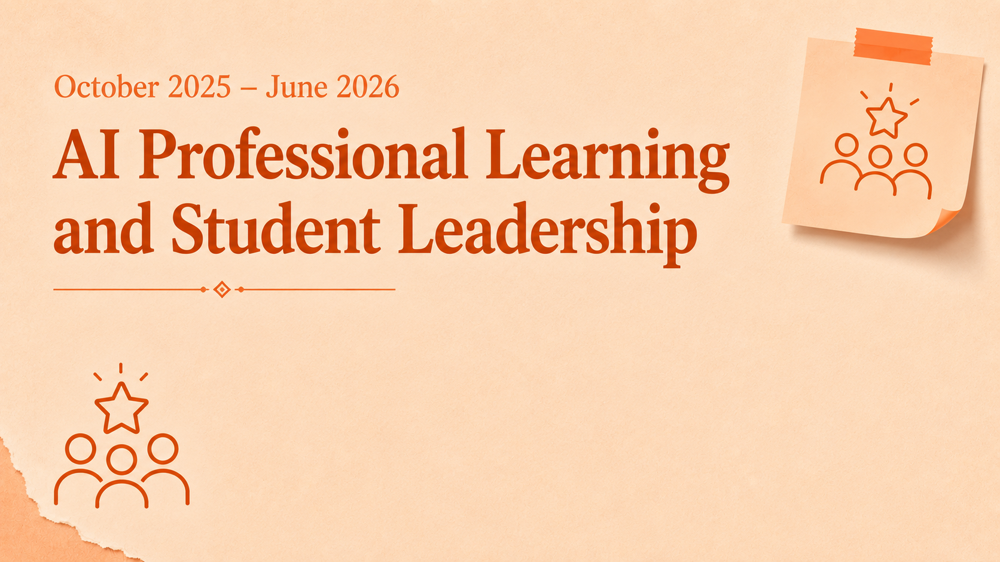 October 2025 – June 2026
AI Professional Learning
and Student Leadership